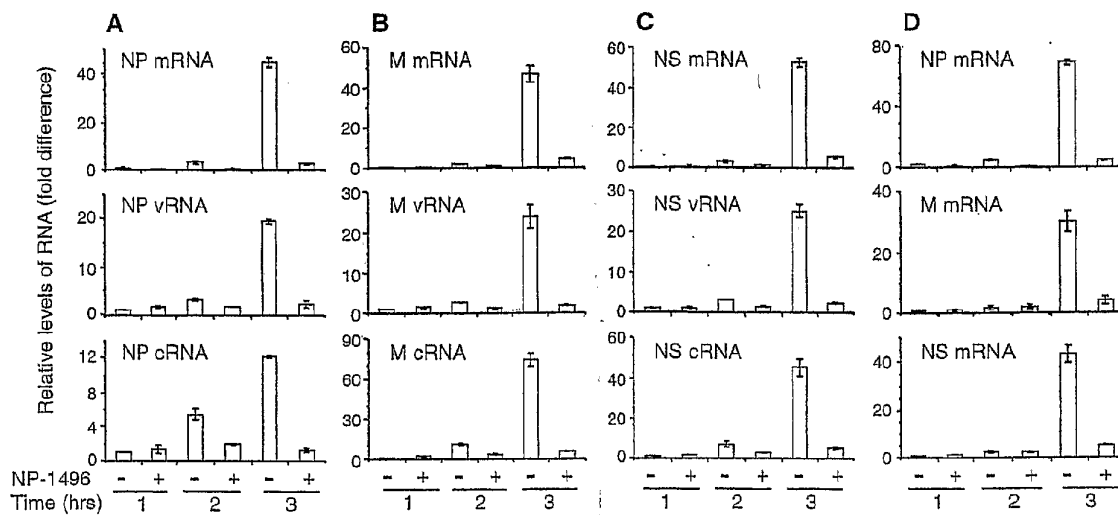 A B C D
Relative levels of RNA (fold difference)
NP mRNA
40
20
0
M mRNA
60
40
20
0
NS mRNA
60
40
20
0
NP mRNA
80
40
0
NP vRNA
20
10
0
M vRNA
30
20
10
0
NS vRNA
30
20
10
0
M mRNA
40
20
0
NP cRNA
12
8
4
0
M cRNA
90
60
30
0
NS cRNA
60
40
20
0
NS mRNA
40
20
0
NP-1496 - + - + - + - + - + - + - + - + - + - + - + - +
Time (hrs) 1 2 3 1 2 3 1 2 3 1 2 3